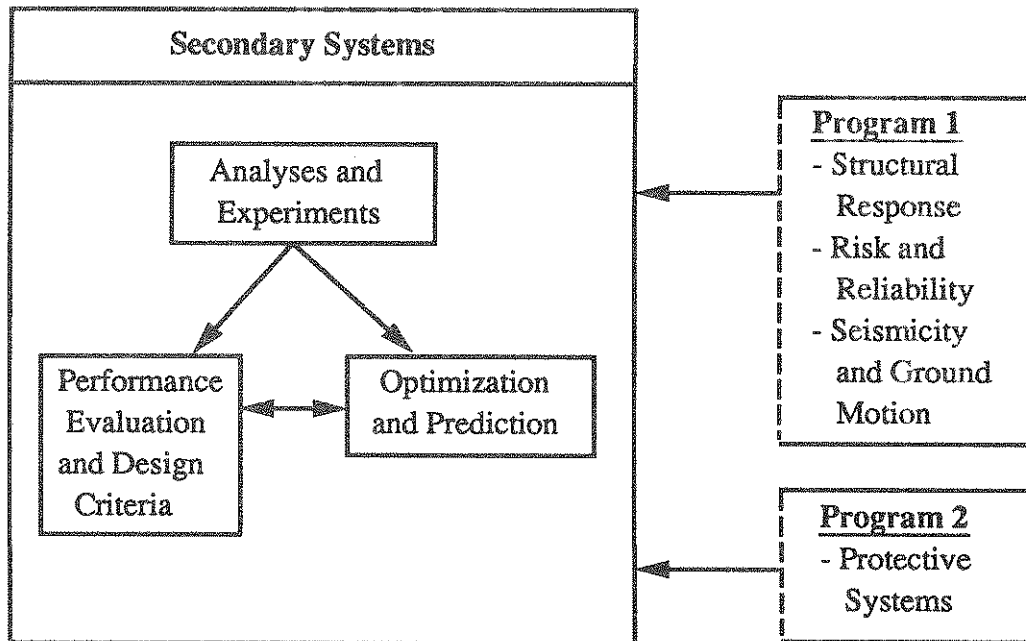 Secondary Systems
Analyses and
Experiments
Performance
Evaluation
and Design
Criteria
Optimization
and Prediction
Program 1
- Structural
Response
- Risk and
Reliability
- Seismicity
and Ground
Motion
Program 2
- Protective
Systems